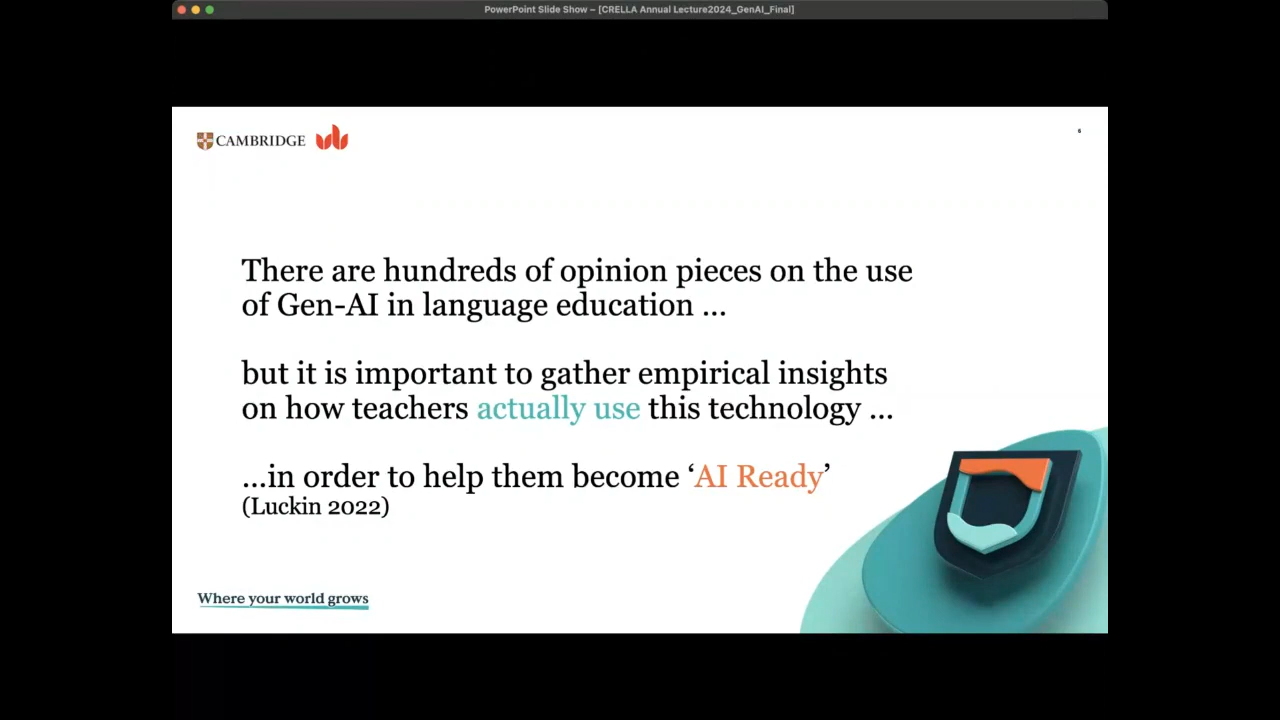 PowerPoint Slide Show – [CRELLA Annual Lecture2024_GenAI_Final]
CAMBRIDGE
6
There are hundreds of opinion pieces on the use
of Gen-AI in language education ...
but it is important to gather empirical insights
on how teachers actually use this technology ...
...in order to help them become ‘AI Ready’
(Luckin 2022)
Where your world grows